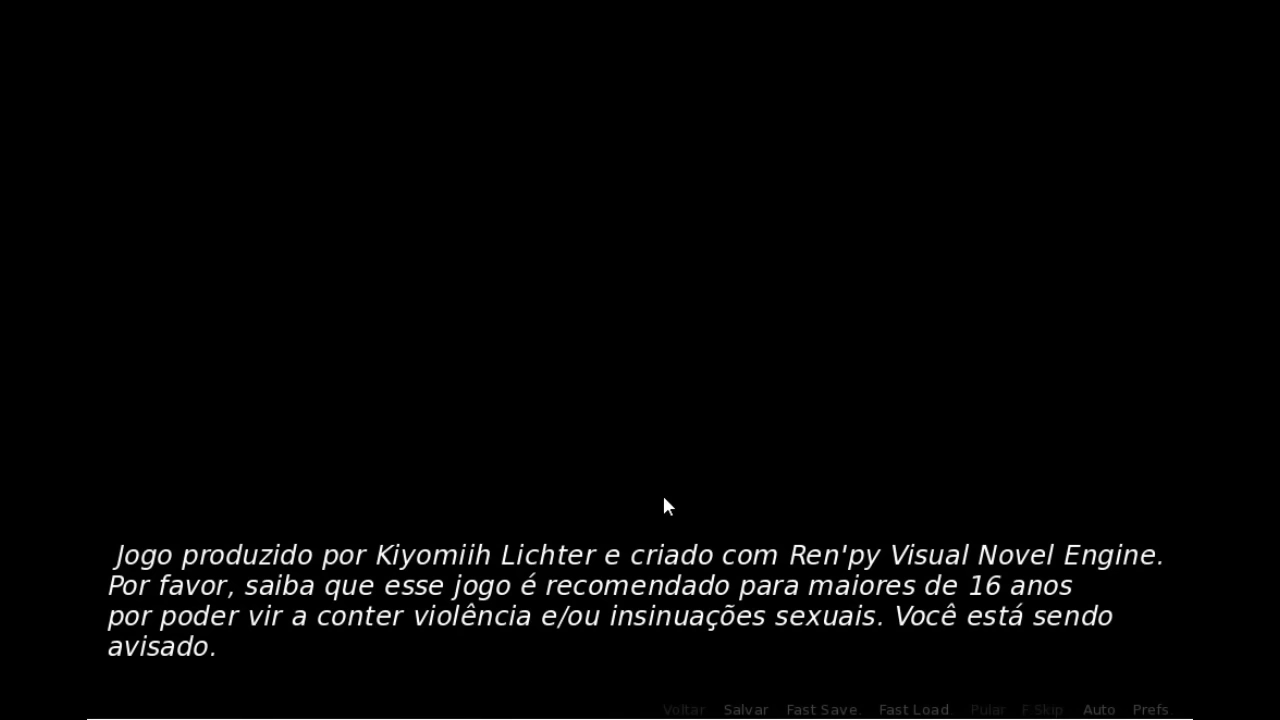 Jogo produzido por Kiyomiih Lichter e criado com Ren'py Visual Novel Engine.
Por favor, saiba que esse jogo é recomendado para maiores de 16 anos
por poder vir a conter violência e/ou insinuações sexuais. Você está sendo
avisado.
Voltar Salvar Fast Save. Fast Load Pular F.Skip Auto Prefs